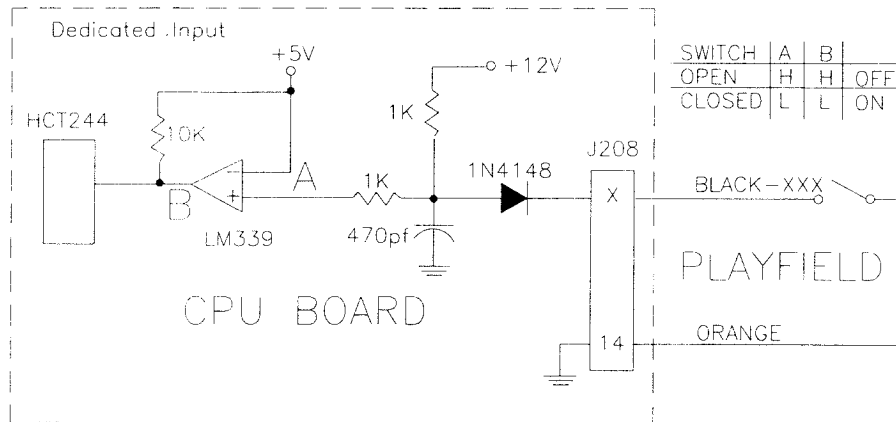 Dedicated Input
+5V
+12V
SWITCH A B
OPEN H H OFF
CLOSED L L ON
HCT244
10K
1K
J208
1N4148
A
X
BLACK-XXX
B
-
+
1K
LM339
470pf
PLAYFIELD
CPU BOARD
14
ORANGE